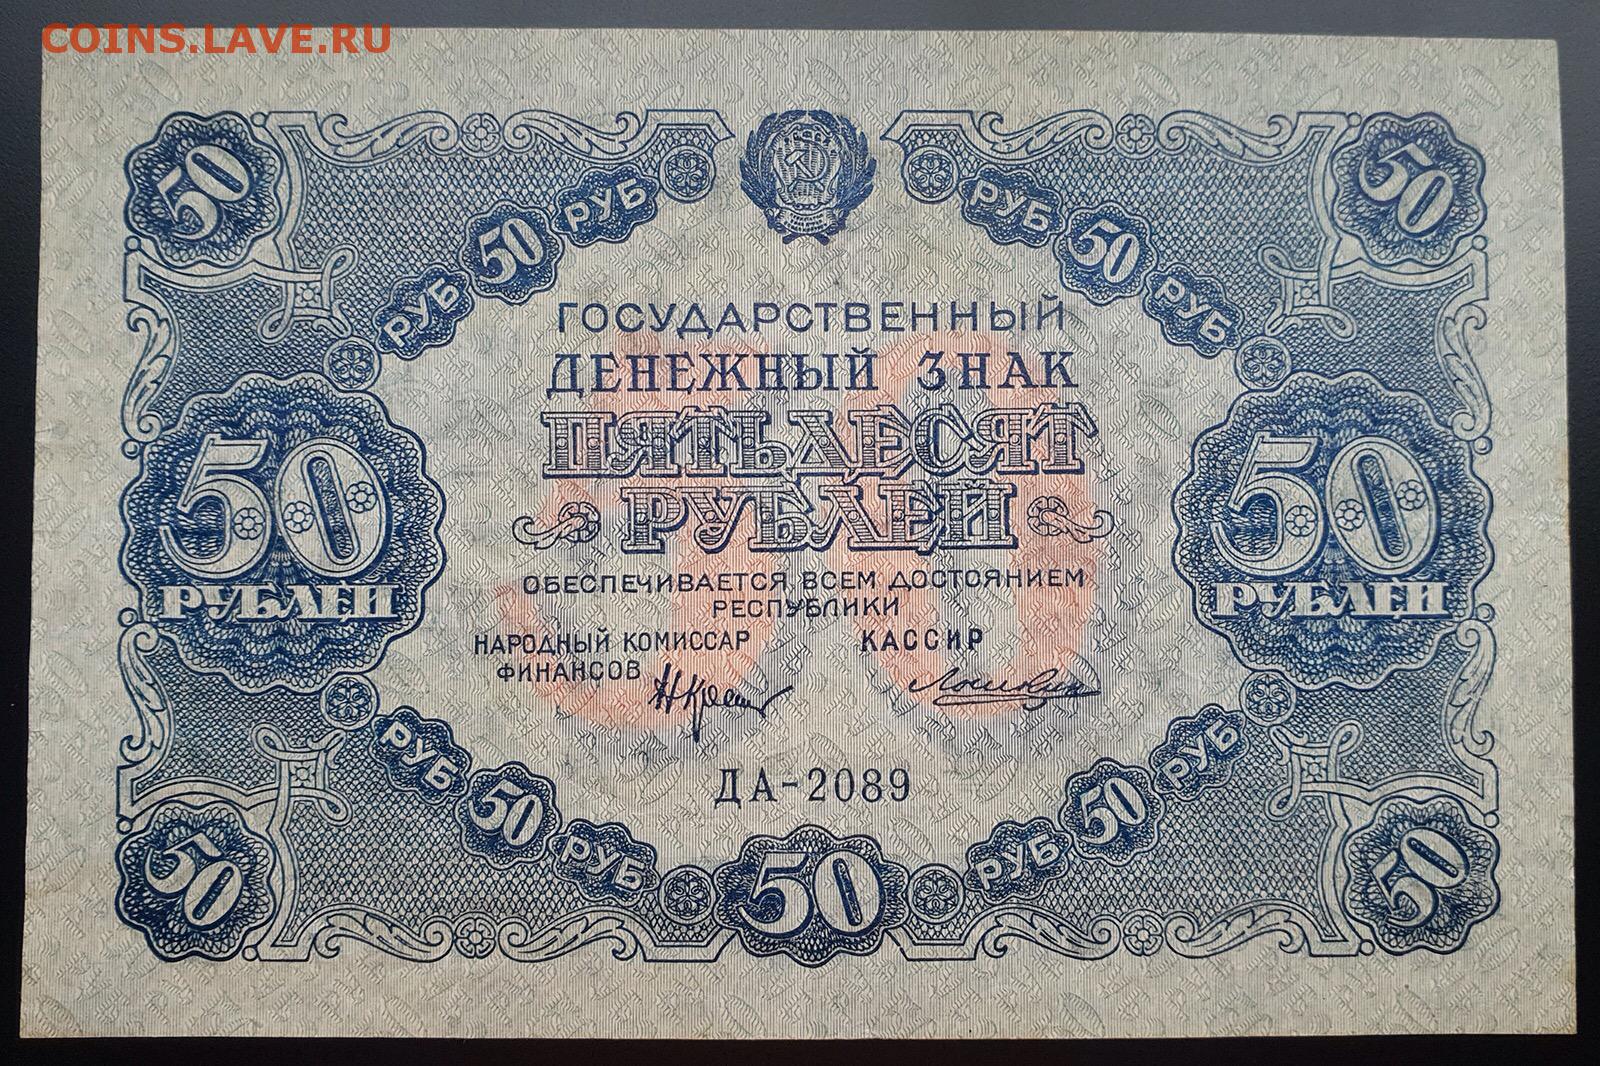 COINS.LAVE.RU
50
50
РУБ
50
РУБ
РУБ
50
РУБ
ГОСУДАРСТВЕННЫЙ
ДЕНЕЖНЫЙ ЗНАК
ПЯТЬДЕСЯТ
РУБЛЕЙ
50
РУБЛЕЙ
50
РУБЛЕЙ
50
ОБЕСПЕЧИВАЕТСЯ ВСЕМ ДОСТОЯНИЕМ
РЕСПУБЛИКИ
НАРОДНЫЙ КОМИССАР
ФИНАНСОВ
КАССИР
ДА-2089
РУБ
50
РУБ
РУБ
50
РУБ
50
50
50